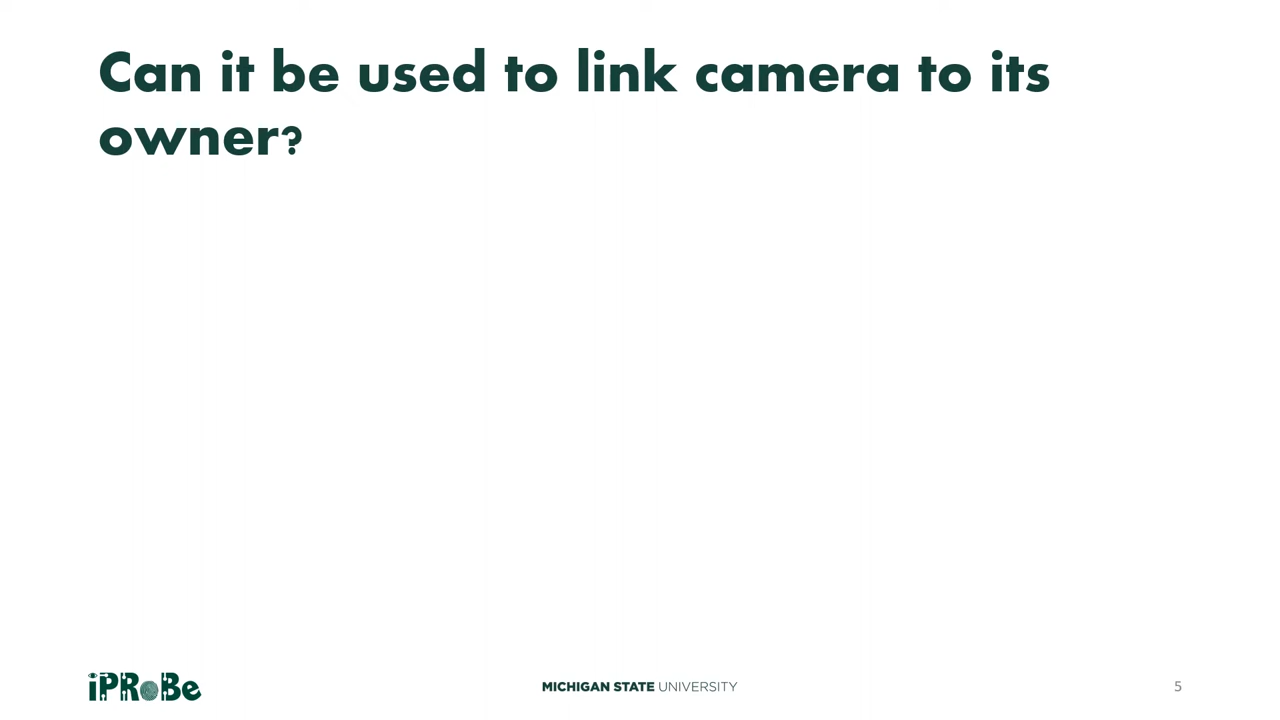 Can it be used to link camera to its
owner?
iPRoBe
MICHIGAN STATE UNIVERSITY
5